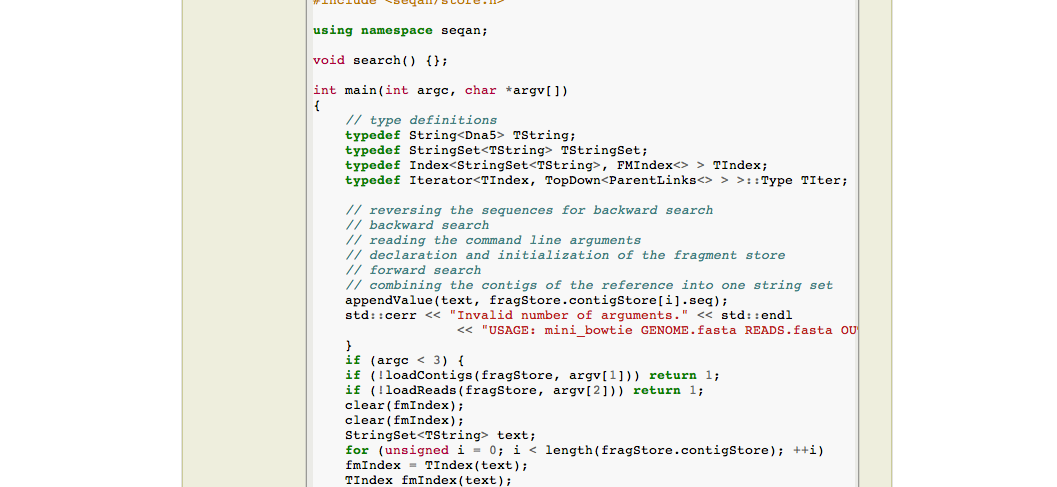 #include <seqan/store.h>
using namespace seqan;
void search() {};
int main(int argc, char *argv[])
{
// type definitions
typedef String<Dna5> TString;
typedef StringSet<TString> TStringSet;
typedef Index<StringSet<TString>, FMIndex<> > TIndex;
typedef Iterator<TIndex, TopDown<ParentLinks<> > >::Type TIter;
// reversing the sequences for backward search
// backward search
// reading the command line arguments
// declaration and initialization of the fragment store
// forward search
// combining the contigs of the reference into one string set
appendValue(text, fragStore.contigStore[i].seq);
std::cerr << "Invalid number of arguments." << std::endl
<< "USAGE: mini_bowtie GENOME.fasta READS.fasta OU
}
if (argc < 3) {
if (!loadContigs(fragStore, argv[1])) return 1;
if (!loadReads(fragStore, argv[2])) return 1;
clear(fmIndex);
clear(fmIndex);
StringSet<TString> text;
for (unsigned i = 0; i < length(fragStore.contigStore); ++i)
fmIndex = TIndex(text);
TIndex fmIndex(text);